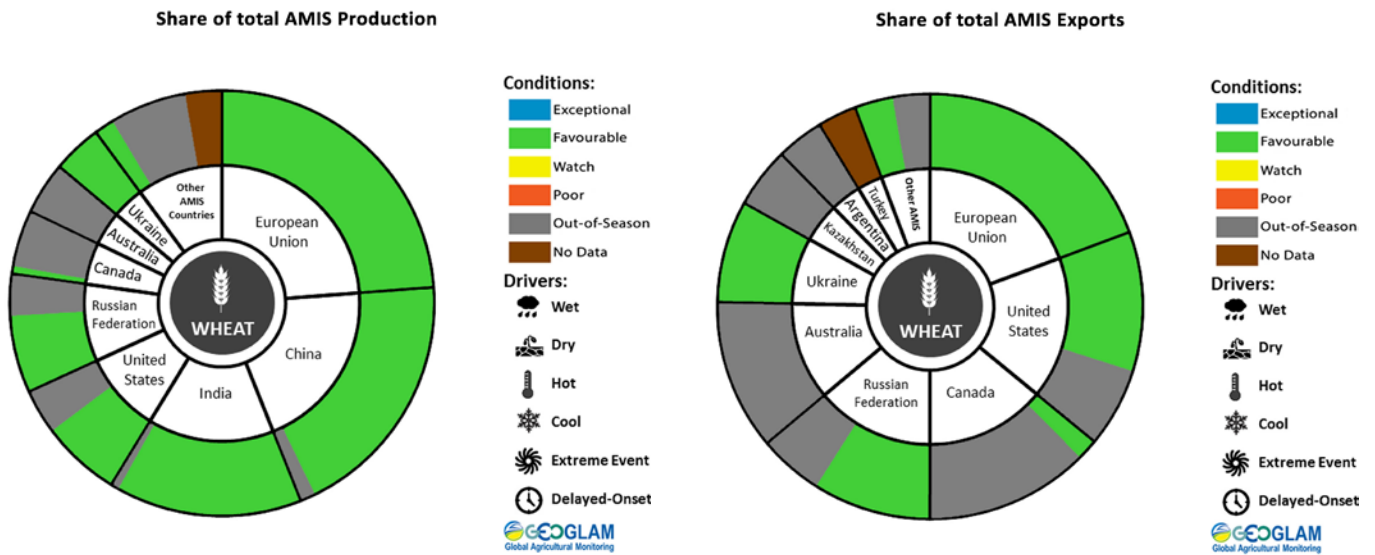 Share of total AMIS Production
Conditions:
Exceptional
Favourable
Watch
Poor
Out-of-Season
No Data
Drivers:
Wet
Dry
Hot
Cool
Extreme Event
Delayed-Onset
GEOGLAM
Global Agricultural Monitoring
Other
AMIS
Countries
European
Union
China
India
United
States
Russian
Federation
Canada
Australia
Ukraine
WHEAT
Share of total AMIS Exports
Conditions:
Exceptional
Favourable
Watch
Poor
Out-of-Season
No Data
Drivers:
Wet
Dry
Hot
Cool
Extreme Event
Delayed-Onset
GEOGLAM
Global Agricultural Monitoring
European
Union
United
States
Canada
Russian
Federation
Australia
Ukraine
Kazakhstan
Argentina
Turkey
Other AMIS
WHEAT